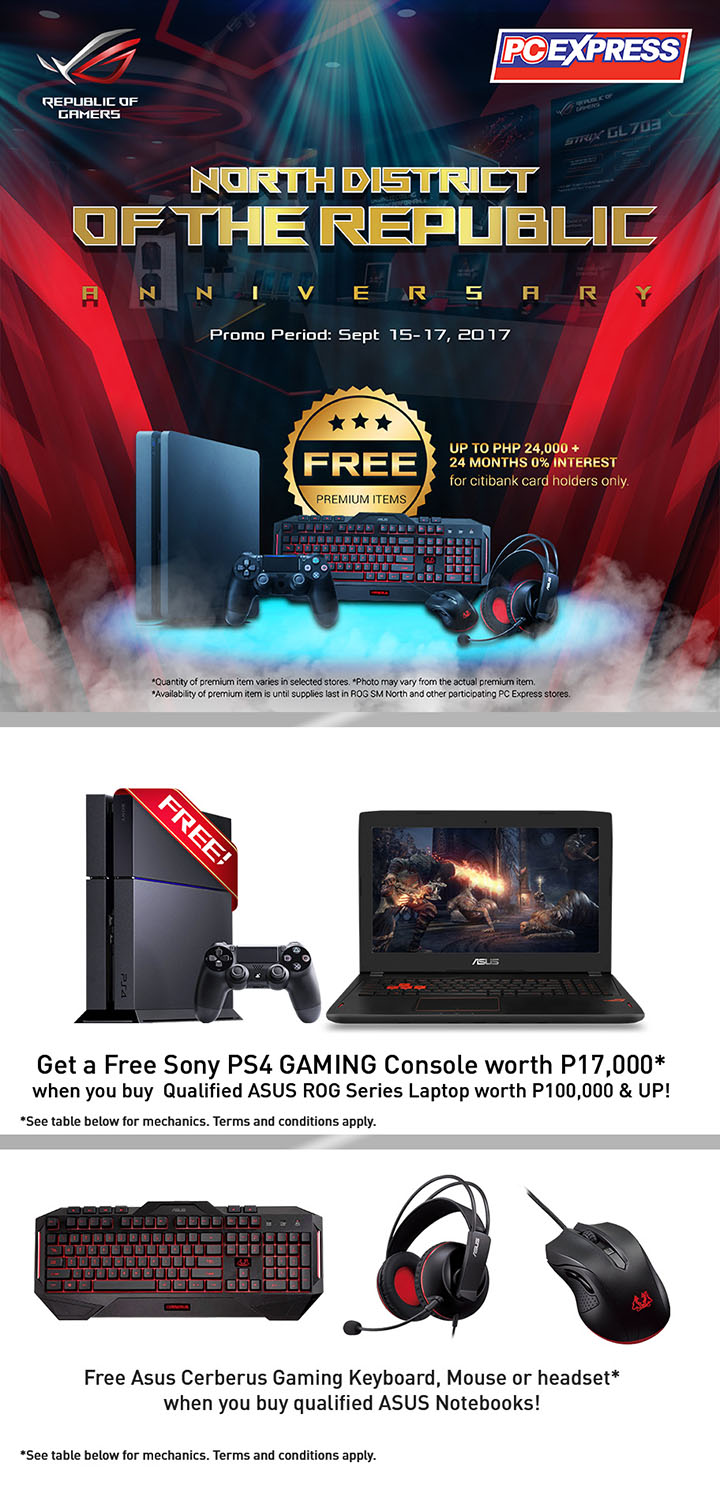 REPUBLIC OF
GAMERS
PCEXPRESS
REPUBLIC OF
GAMERS
STRIX GL703
NORTH DISTRICT
OF THE REPUBLIC
ANNIVERSARY
Promo Period: Sept 15-17, 2017
FREE
PREMIUM ITEMS
UP TO PHP 24,000 +
24 MONTHS 0% INTEREST
for citibank card holders only.
*Quantity of premium item varies in selected stores. *Photo may vary from the actual premium item.
*Availability of premium item is until supplies last in ROG SM North and other participating PC Express stores.
FREE!
SONY
PS4
ASUS
Get a Free Sony PS4 GAMING Console worth P17,000*
when you buy Qualified ASUS ROG Series Laptop worth P100,000 & UP!
*See table below for mechanics. Terms and conditions apply.
ASUS
ASUS
Free Asus Cerberus Gaming Keyboard, Mouse or headset*
when you buy qualified ASUS Notebooks!
*See table below for mechanics. Terms and conditions apply.